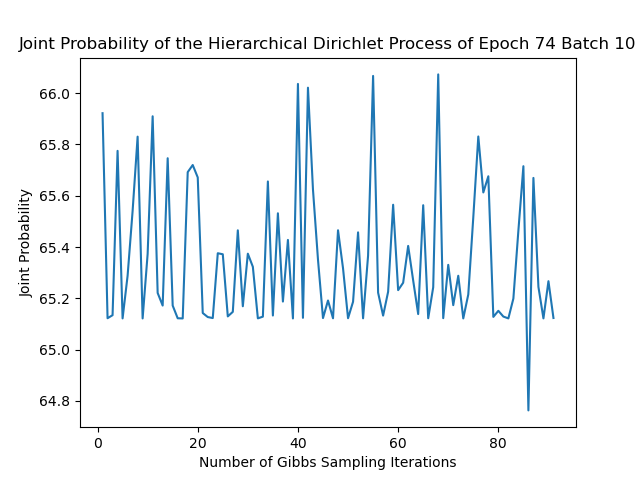 Joint Probability of the Hierarchical Dirichlet Process of Epoch 74 Batch 10
66.0
65.8
65.6
65.4
65.2
65.0
64.8
Joint Probability
0 20 40 60 80
Number of Gibbs Sampling Iterations